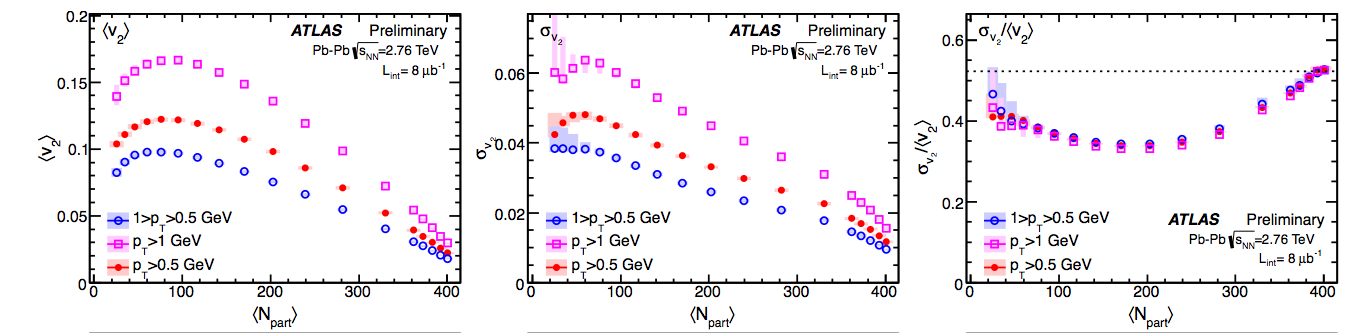 ⟨v2⟩
ATLAS Preliminary
Pb-Pb √sNN=2.76 TeV
Lint= 8 μb-1
0.2
0.15
0.1
0.05
0
⟨v2⟩
1>pT>0.5 GeV
pT>1 GeV
pT>0.5 GeV
0 100 200 300 400
⟨Npart⟩
σv2
ATLAS Preliminary
Pb-Pb √sNN=2.76 TeV
Lint= 8 μb-1
0.06
0.04
0.02
0
σv2
1>pT>0.5 GeV
pT>1 GeV
pT>0.5 GeV
0 100 200 300 400
⟨Npart⟩
σv2/⟨v2⟩
0.6
0.4
0.2
0
σv2/⟨v2⟩
1>pT>0.5 GeV
pT>1 GeV
pT>0.5 GeV
ATLAS Preliminary
Pb-Pb √sNN=2.76 TeV
Lint= 8 μb-1
0 100 200 300 400
⟨Npart⟩